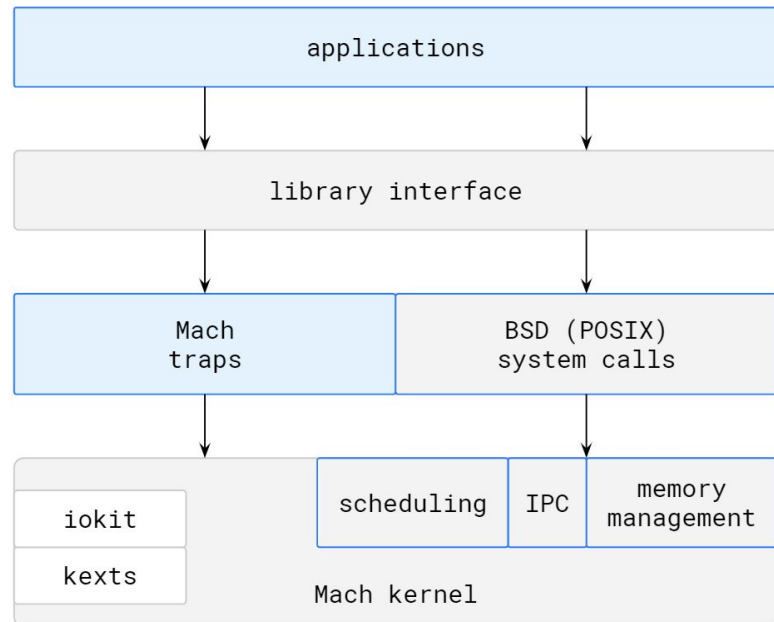 applications
library interface
Mach
traps
BSD (POSIX)
system calls
scheduling
IPC
memory
management
iokit
kexts
Mach kernel